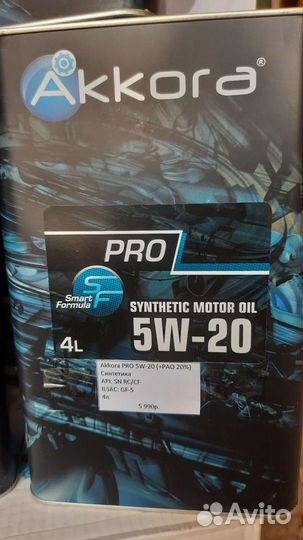 Akkora®
PRO
Smart
Formula
SF
SYNTHETIC MOTOR OIL
4L
5W-20
Akkora PRO 5W-20 (+PAO 20%)
Синтетика
API: SN RC/CF
ILSAC: GF-5
4л.
5 990р.
Avito